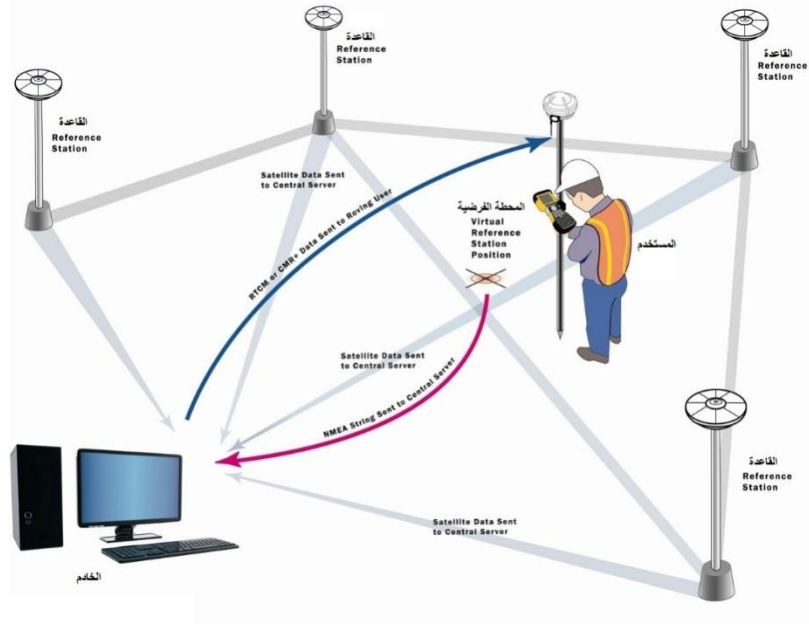 القاعدة
Reference
Station
القاعدة
Reference
Station
القاعدة
Reference
Station
Satellite Data Sent
to Central Server
RTCM or CMR+ Data Sent to Roving User
المحطة الفرضية
Virtual
Reference
Station
Position
المستخدم
Satellite Data Sent
to Central Server
NMEA String Sent to Central Server
القاعدة
Reference
Station
Satellite Data Sent
to Central Server
الخادم